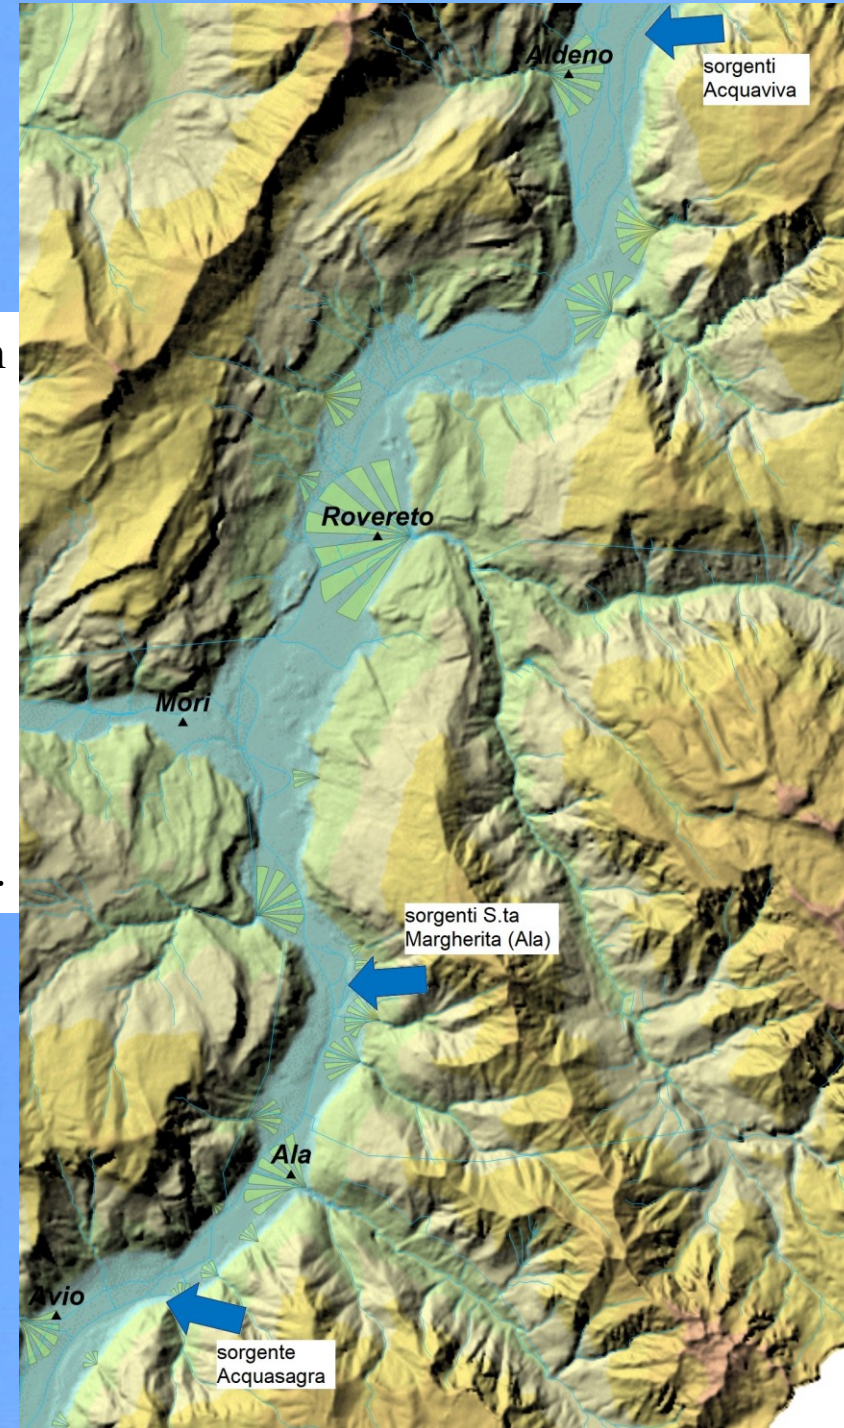 Aldeno
sorgenti
Acquaviva
Rovereto
Mori
sorgenti S.ta
Margherita (Ala)
Ala
Avio
sorgente
Acquasagra